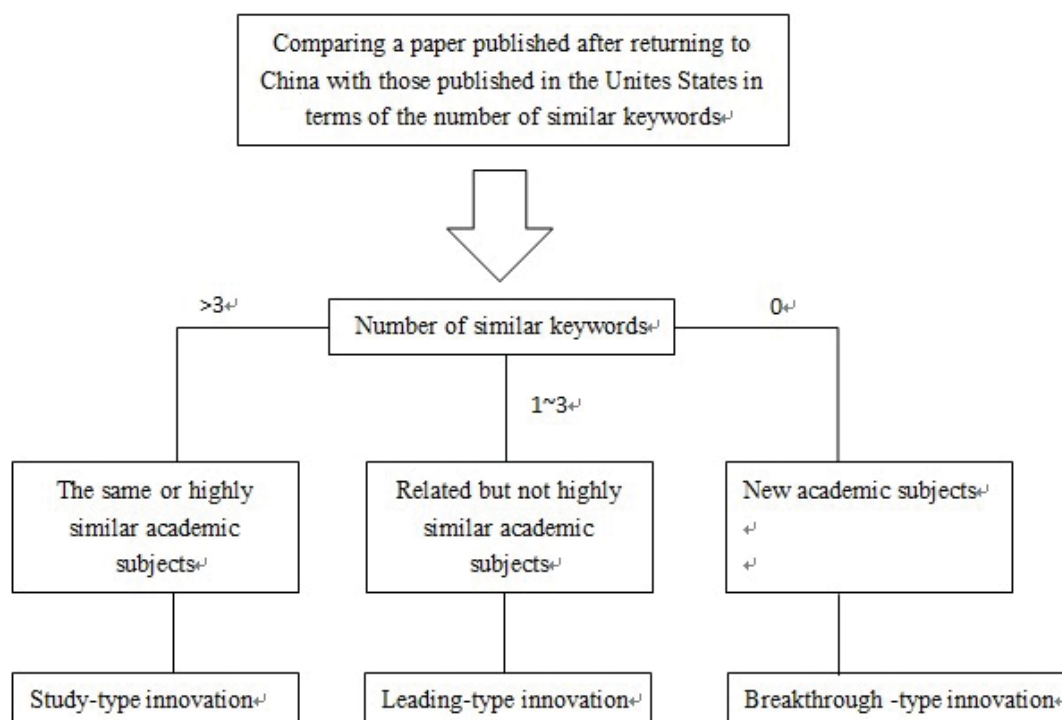 Comparing a paper published after returning to
China with those published in the Unites States in
terms of the number of similar keywords↵
>3↵
Number of similar keywords↵
0↵
1~3↵
The same or highly
similar academic
subjects↵
Related but not highly
similar academic
subjects↵
New academic subjects↵
↵
↵
Study-type innovation↵
Leading-type innovation↵
Breakthrough -type innovation↵